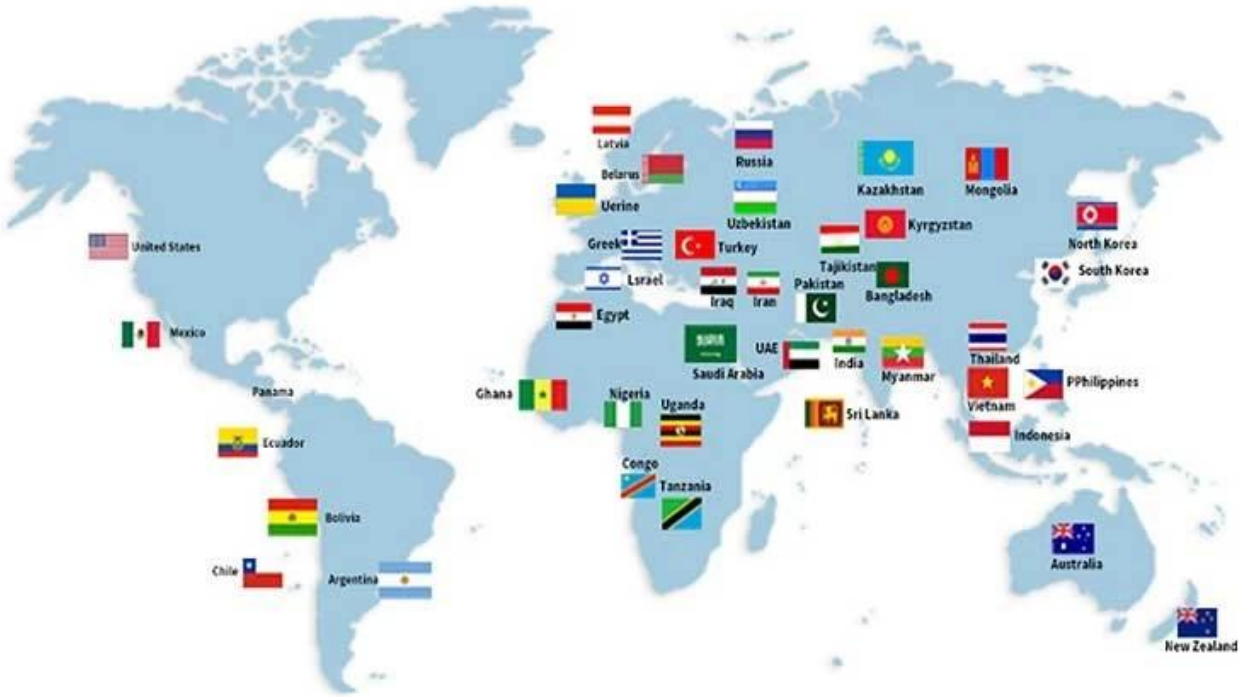 Latvia
Russia
Belarus
Kazakhstan
Mongolia
Uerine
Uzbekistan
Kyrgyzstan
United States
Greek
Turkey
Tajikistan
North Korea
South Korea
Lsrael
Iraq
Iran
Pakistan
Bangladesh
Egypt
Mexico
UAE
India
Thailand
Saudi Arabia
Myanmar
PPhilippines
Panama
Ghana
Nigeria
Uganda
Vietnam
Sri Lanka
Indonesia
Ecuador
Congo
Tanzania
Bolivia
Australia
Chile
Argentina
New Zealand